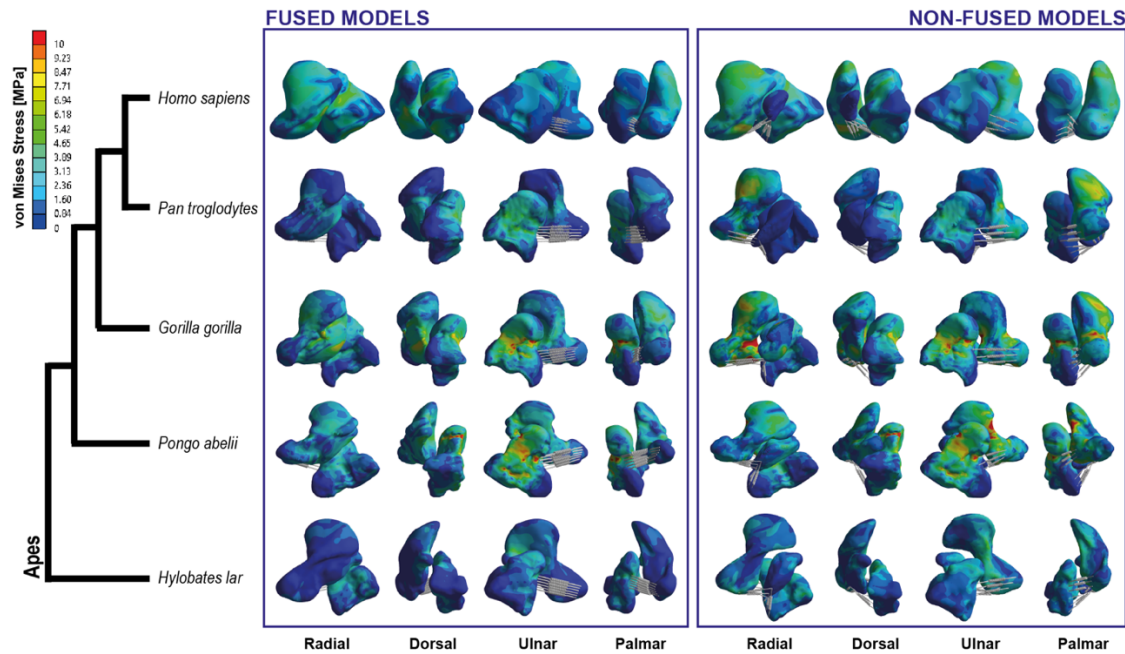 FUSED MODELS
NON-FUSED MODELS
von Mises Stress [MPa]
10
9.23
8.47
7.71
6.94
6.18
5.42
4.65
3.89
3.13
2.36
1.60
0.84
0
Homo sapiens
Pan troglodytes
Gorilla gorilla
Pongo abelii
Hylobates lar
Apes
Radial
Dorsal
Ulnar
Palmar
Radial
Dorsal
Ulnar
Palmar